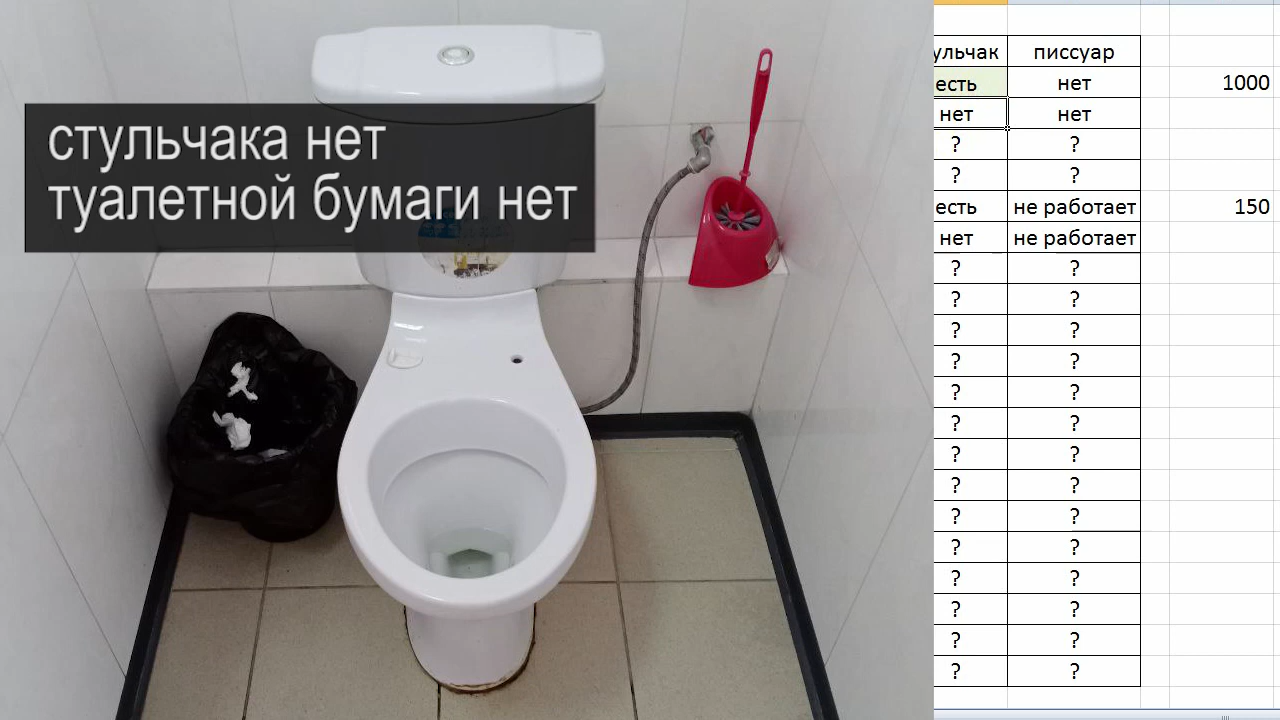 стульчака нет
туалетной бумаги нет
ульчак писсуар
есть нет 1000
нет нет
? ?
? ?
есть не работает 150
нет не работает
? ?
? ?
? ?
? ?
? ?
? ?
? ?
? ?
? ?
? ?
? ?
? ?
? ?
? ?